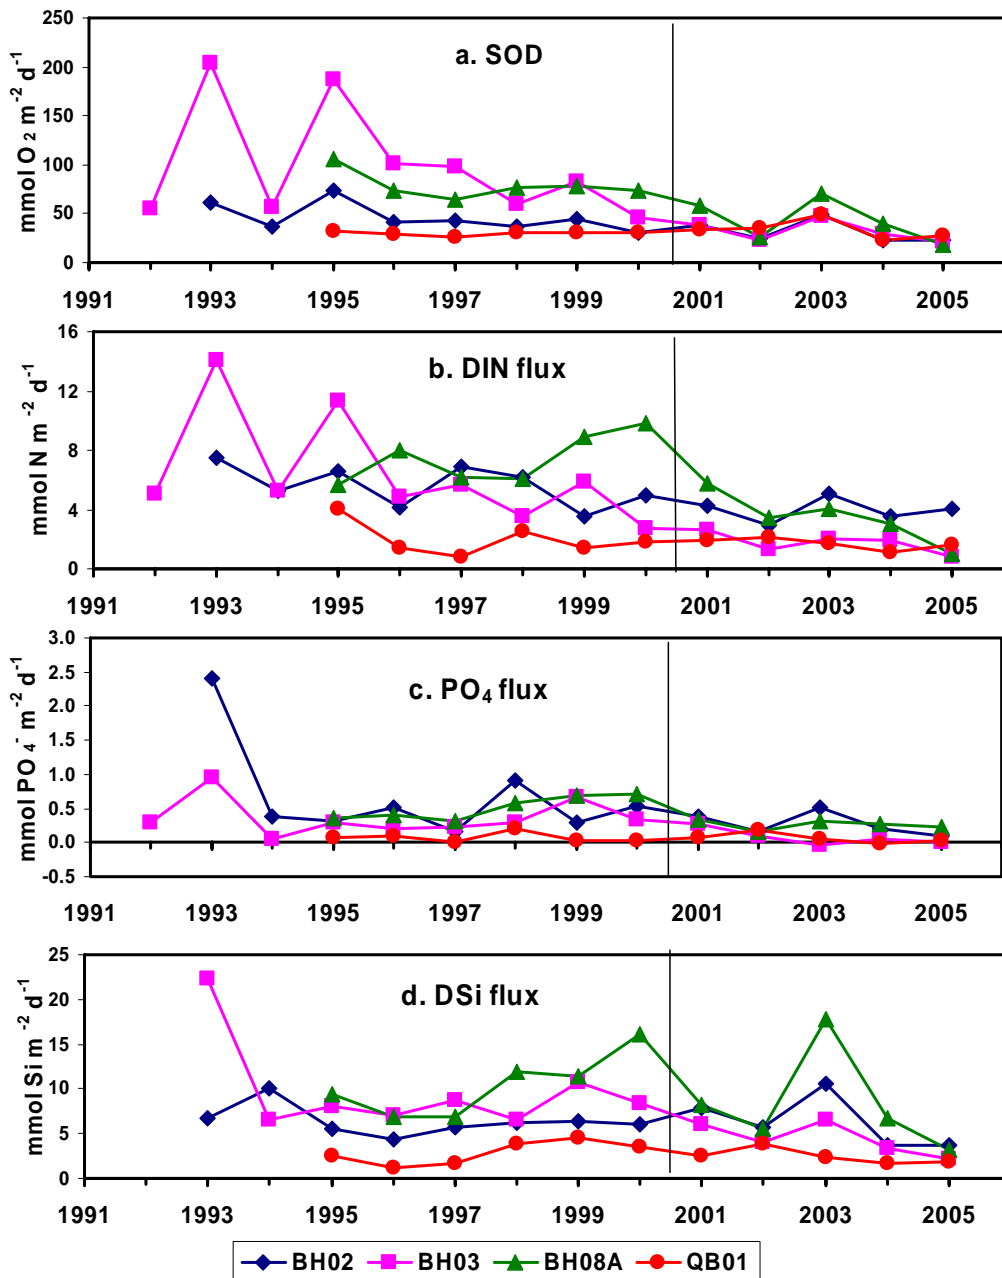 250
200
150
100
50
0
mmol O₂ m⁻² d⁻¹
a. SOD
1991 1993 1995 1997 1999 2001 2003 2005
16
12
8
4
0
mmol N m⁻² d⁻¹
b. DIN flux
1991 1993 1995 1997 1999 2001 2003 2005
3.0
2.5
2.0
1.5
1.0
0.5
0.0
-0.5
mmol PO₄⁻ m⁻² d⁻¹
c. PO₄ flux
1991 1993 1995 1997 1999 2001 2003 2005
25
20
15
10
5
0
mmol Si m⁻² d⁻¹
d. DSi flux
1991 1993 1995 1997 1999 2001 2003 2005
BH02 BH03 BH08A QB01